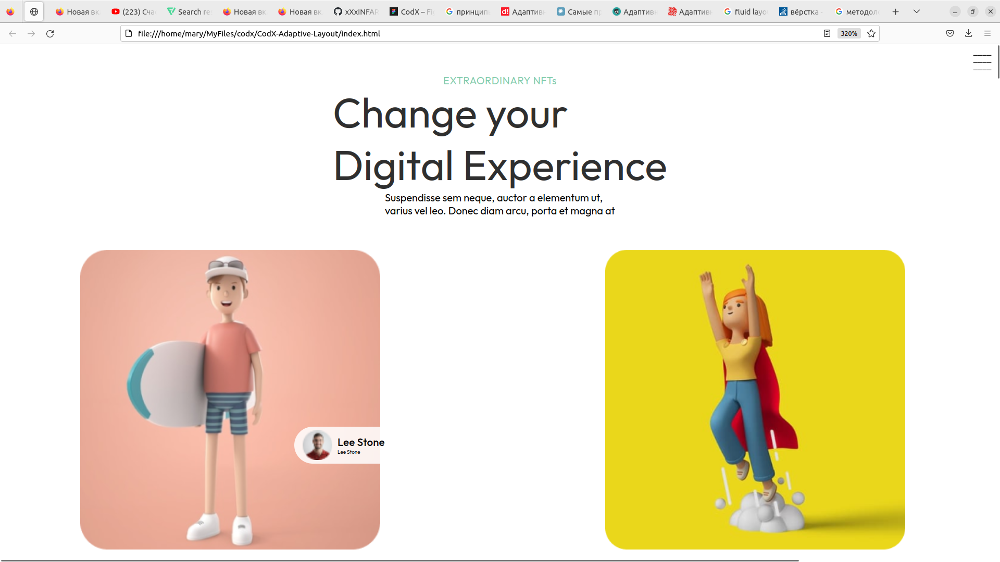 Новая вк
(223) Сча
Search re
Новая вк
Новая вк
xXxINFAR
CodX – Fi
принцип
Адаптив
Самые п
Адаптив
Адаптив
fluid layo
вёрстка -
методол
file:///home/mary/MyFiles/codx/CodX-Adaptive-Layout/index.html
320%
EXTRAORDINARY NFTs
Change your
Digital Experience
Suspendisse sem neque, auctor a elementum ut,
varius vel leo. Donec diam arcu, porta et magna at
Lee Stone
Lee Stone